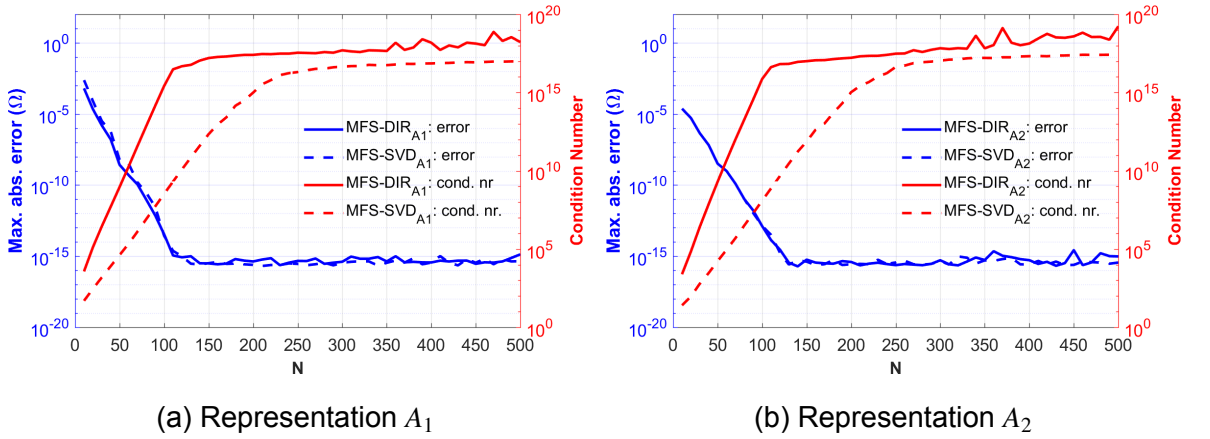 Max. abs. error (Ω)
10^0
10^-5
10^-10
10^-15
10^-20
MFS-DIR_A1: error
MFS-SVD_A1: error
MFS-DIR_A1: cond. nr
MFS-SVD_A1: cond. nr.
10^20
10^15
10^10
10^5
10^0
Condition Number
0 50 100 150 200 250 300 350 400 450 500
N
(a) Representation A_1
Max. abs. error (Ω)
10^0
10^-5
10^-10
10^-15
10^-20
MFS-DIR_A2: error
MFS-SVD_A2: error
MFS-DIR_A2: cond. nr
MFS-SVD_A2: cond. nr.
10^20
10^15
10^10
10^5
10^0
Condition Number
0 50 100 150 200 250 300 350 400 450 500
N
(b) Representation A_2